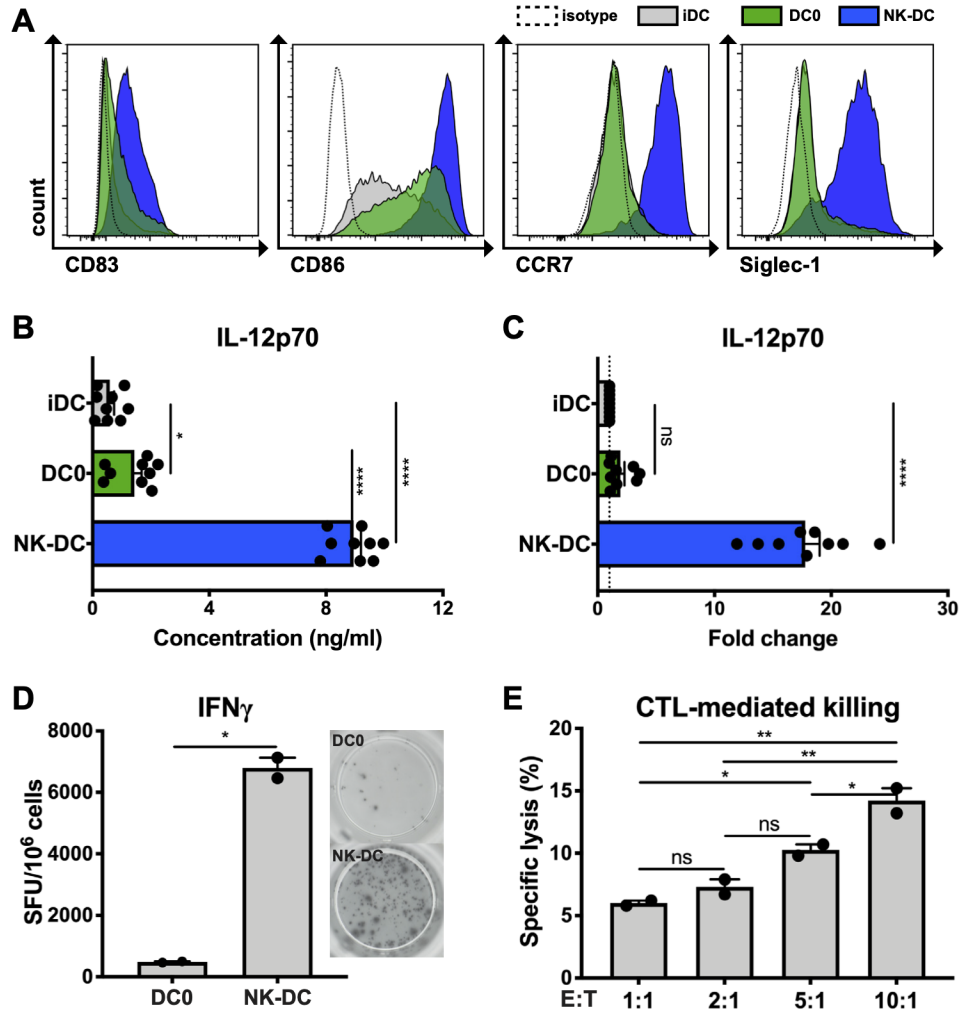 A
isotype iDC DC0 NK-DC
count
CD83 CD86 CCR7 Siglec-1
B
IL-12p70
iDC
DC0
NK-DC
*
****
****
0 4 8 12
Concentration (ng/ml)
C
IL-12p70
iDC
DC0
NK-DC
ns
****
0 10 20 30
Fold change
D
IFNγ
SFU/10⁶ cells
8000
6000
4000
2000
0
*
DC0 NK-DC
DC0
NK-DC
E
CTL-mediated killing
Specific lysis (%)
20
15
10
5
0
**
**
*
*
ns
ns
E:T 1:1 2:1 5:1 10:1